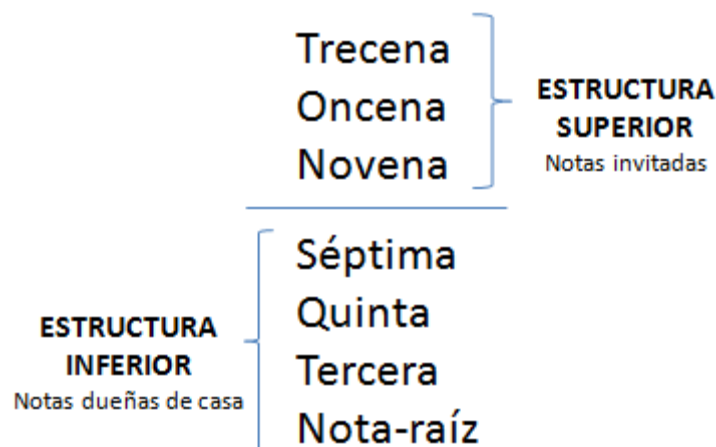 Trecena
Oncena
Novena
ESTRUCTURA
SUPERIOR
Notas invitadas
Séptima
Quinta
Tercera
Nota-raíz
ESTRUCTURA
INFERIOR
Notas dueñas de casa